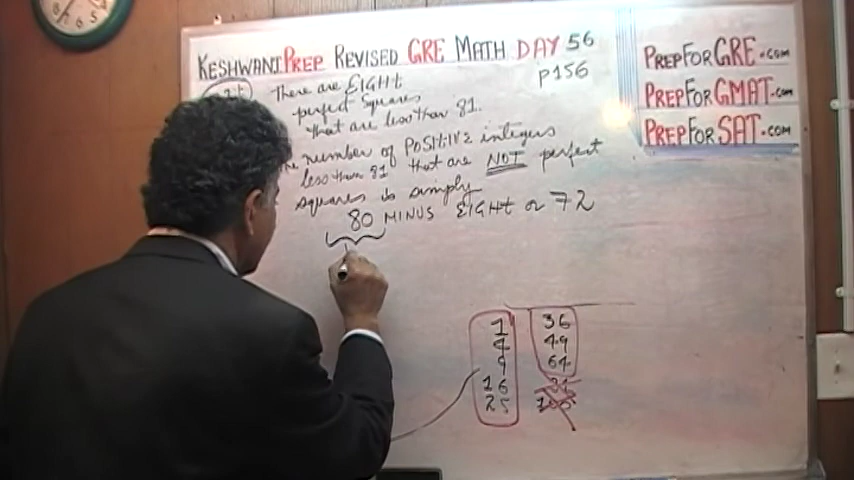 KESHWANIPREP REVISED GRE MATH DAY 56
p156
PREPFORGRE.com
PREPFORGMAT.com
PREPFORSAT.com
There are EIGHT
perfect squares
that are less than 81.
number of POSITIVE integers
less than 81 that are NOT perfect
squares is simply
80 MINUS EIGHT or 72
1 36
4 49
9 64
16 81
25